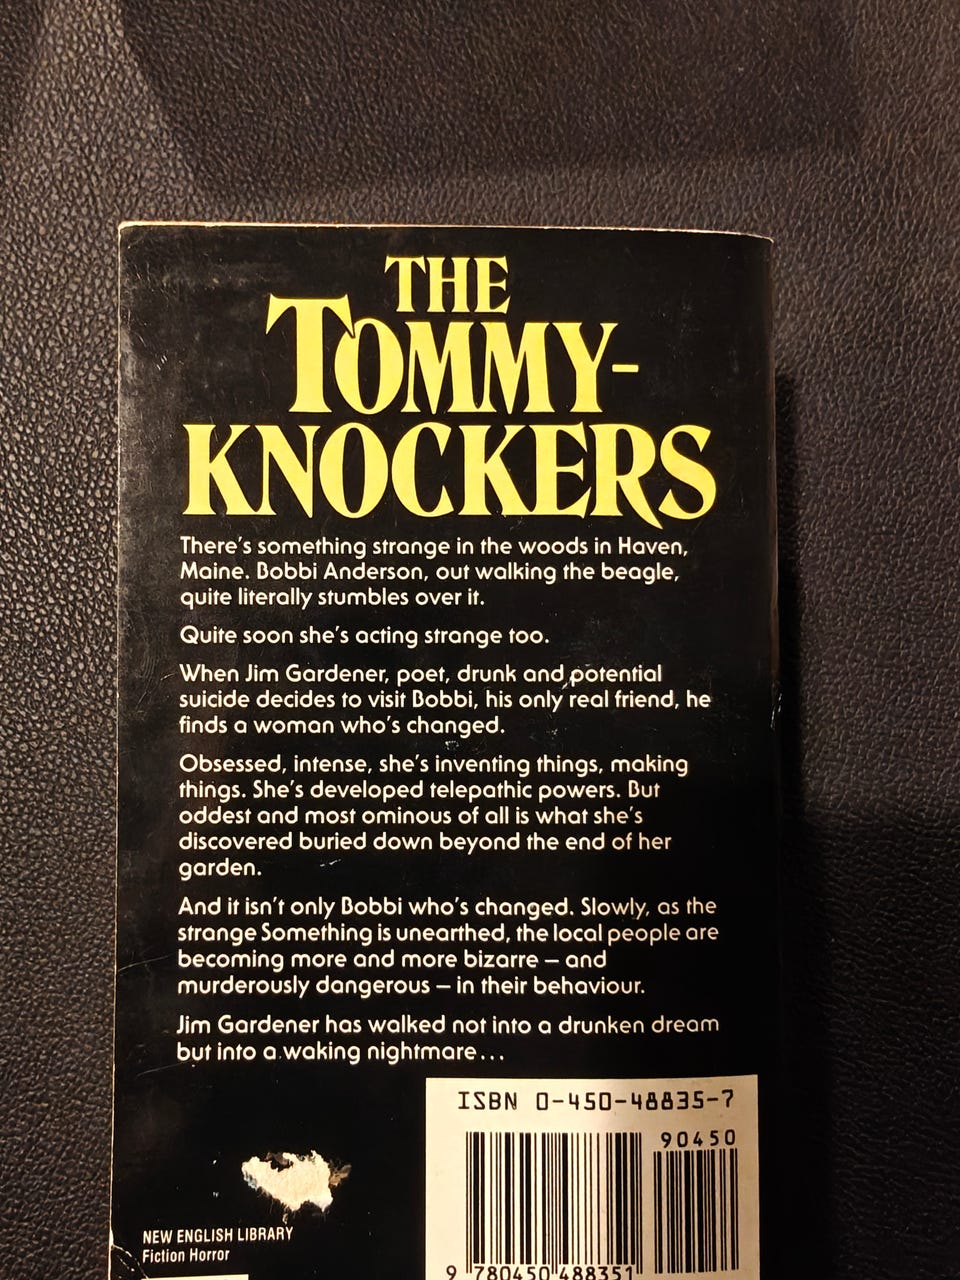 THE
TOMMY-
KNOCKERS
There's something strange in the woods in Haven,
Maine. Bobbi Anderson, out walking the beagle,
quite literally stumbles over it.
Quite soon she's acting strange too.
When Jim Gardener, poet, drunk and potential
suicide decides to visit Bobbi, his only real friend, he
finds a woman who's changed.
Obsessed, intense, she's inventing things, making
things. She's developed telepathic powers. But
oddest and most ominous of all is what she's
discovered buried down beyond the end of her
garden.
And it isn't only Bobbi who's changed. Slowly, as the
strange Something is unearthed, the local people are
becoming more and more bizarre – and
murderously dangerous – in their behaviour.
Jim Gardener has walked not into a drunken dream
but into a waking nightmare...
ISBN 0-450-48835-7
90450
NEW ENGLISH LIBRARY
Fiction Horror
9 780450 488351